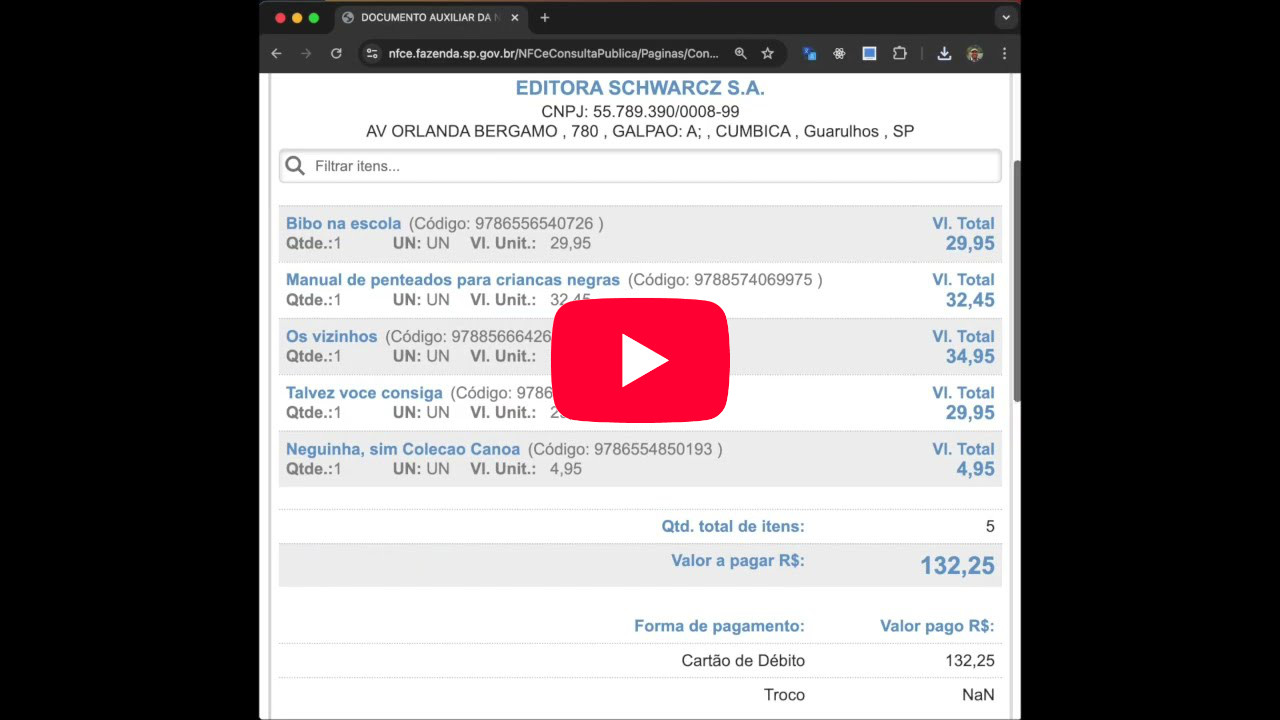 DOCUMENTO AUXILIAR DA N
nfce.fazenda.sp.gov.br/NFCeConsultaPublica/Paginas/Con...
EDITORA SCHWARCZ S.A.
CNPJ: 55.789.390/0008-99
AV ORLANDA BERGAMO , 780 , GALPAO: A; , CUMBICA , Guarulhos , SP
Filtrar itens...
Bibo na escola (Código: 9786556540726 ) Vl. Total
Qtde.:1 UN: UN Vl. Unit.: 29,95 29,95
Manual de penteados para criancas negras (Código: 9788574069975 ) Vl. Total
Qtde.:1 UN: UN Vl. Unit.: 32,45 32,45
Os vizinhos (Código: 97885666426 Vl. Total
Qtde.:1 UN: UN Vl. Unit.: 34,95
Talvez voce consiga (Código: 9786 Vl. Total
Qtde.:1 UN: UN Vl. Unit.: 29,95
Neguinha, sim Colecao Canoa (Código: 9786554850193 ) Vl. Total
Qtde.:1 UN: UN Vl. Unit.: 4,95 4,95
Qtd. total de itens: 5
Valor a pagar R$: 132,25
Forma de pagamento: Valor pago R$:
Cartão de Débito 132,25
Troco NaN